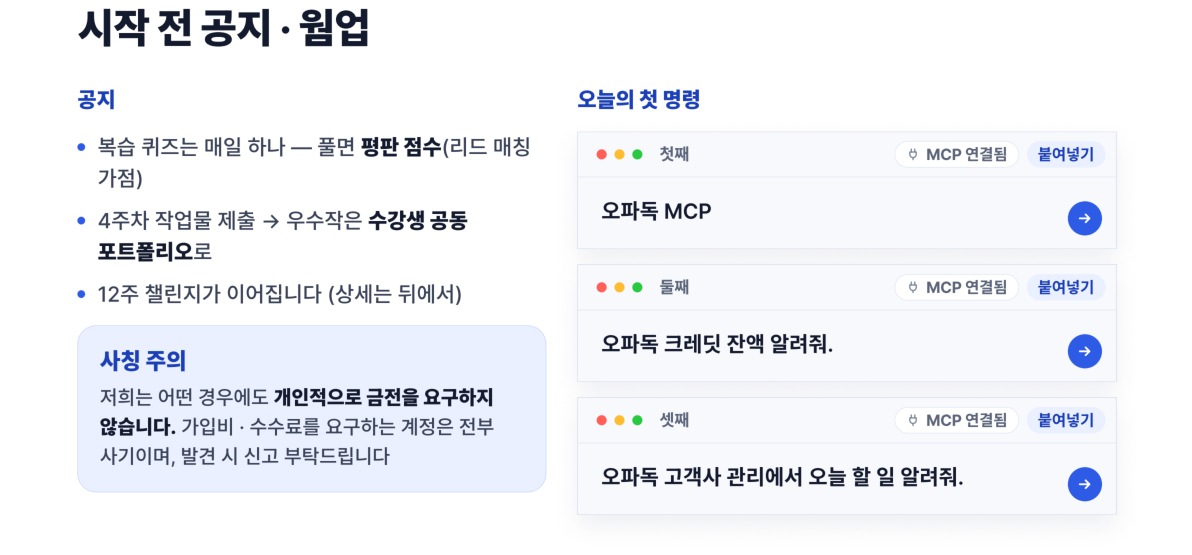 시작 전 공지 · 웜업
공지
복습 퀴즈는 매일 하나 — 풀면 평판 점수(리드 매칭
가점)
4주차 작업물 제출 → 우수작은 수강생 공동
포트폴리오로
12주 챌린지가 이어집니다 (상세는 뒤에서)
사칭 주의
저희는 어떤 경우에도 개인적으로 금전을 요구하지
않습니다. 가입비 · 수수료를 요구하는 계정은 전부
사기이며, 발견 시 신고 부탁드립니다
오늘의 첫 명령
첫째 MCP 연결됨 붙여넣기
오파독 MCP
둘째 MCP 연결됨 붙여넣기
오파독 크레딧 잔액 알려줘.
셋째 MCP 연결됨 붙여넣기
오파독 고객사 관리에서 오늘 할 일 알려줘.